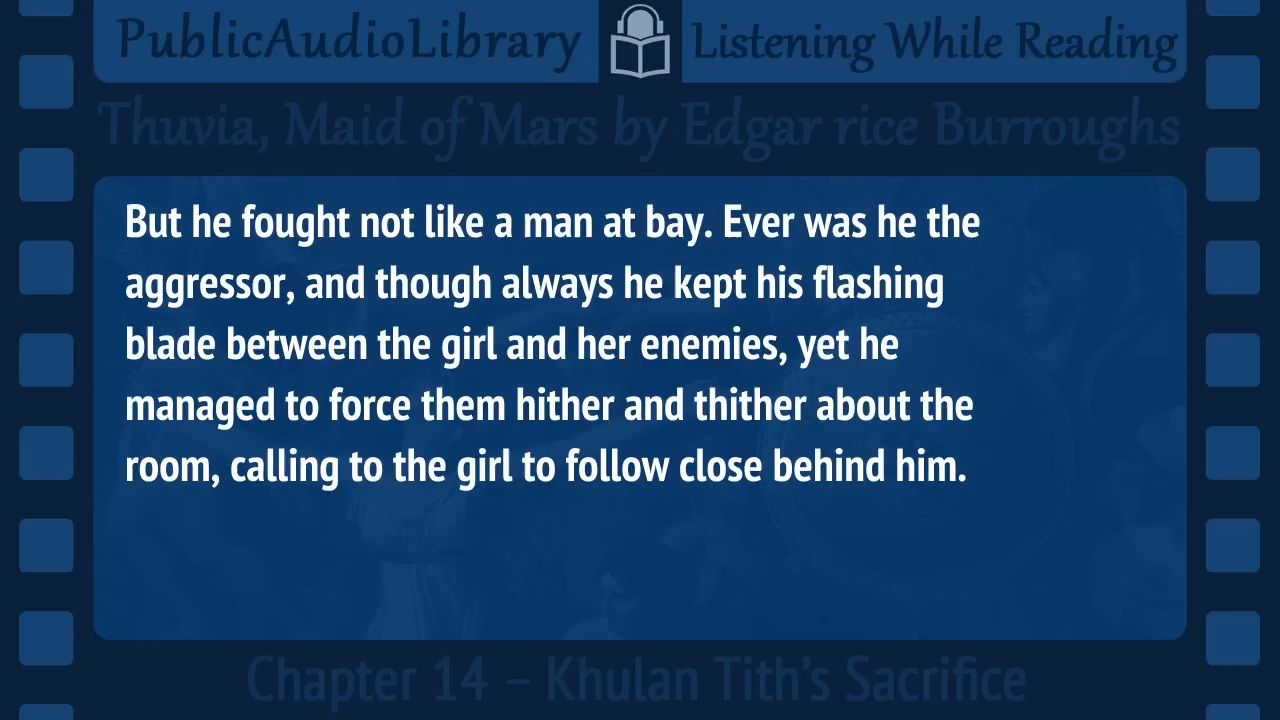 PublicAudioLibrary Listening While Reading
Thuvia, Maid of Mars by Edgar rice Burroughs
But he fought not like a man at bay. Ever was he the
aggressor, and though always he kept his flashing
blade between the girl and her enemies, yet he
managed to force them hither and thither about the
room, calling to the girl to follow close behind him.
Chapter 14 – Khulan Tith’s Sacrifice